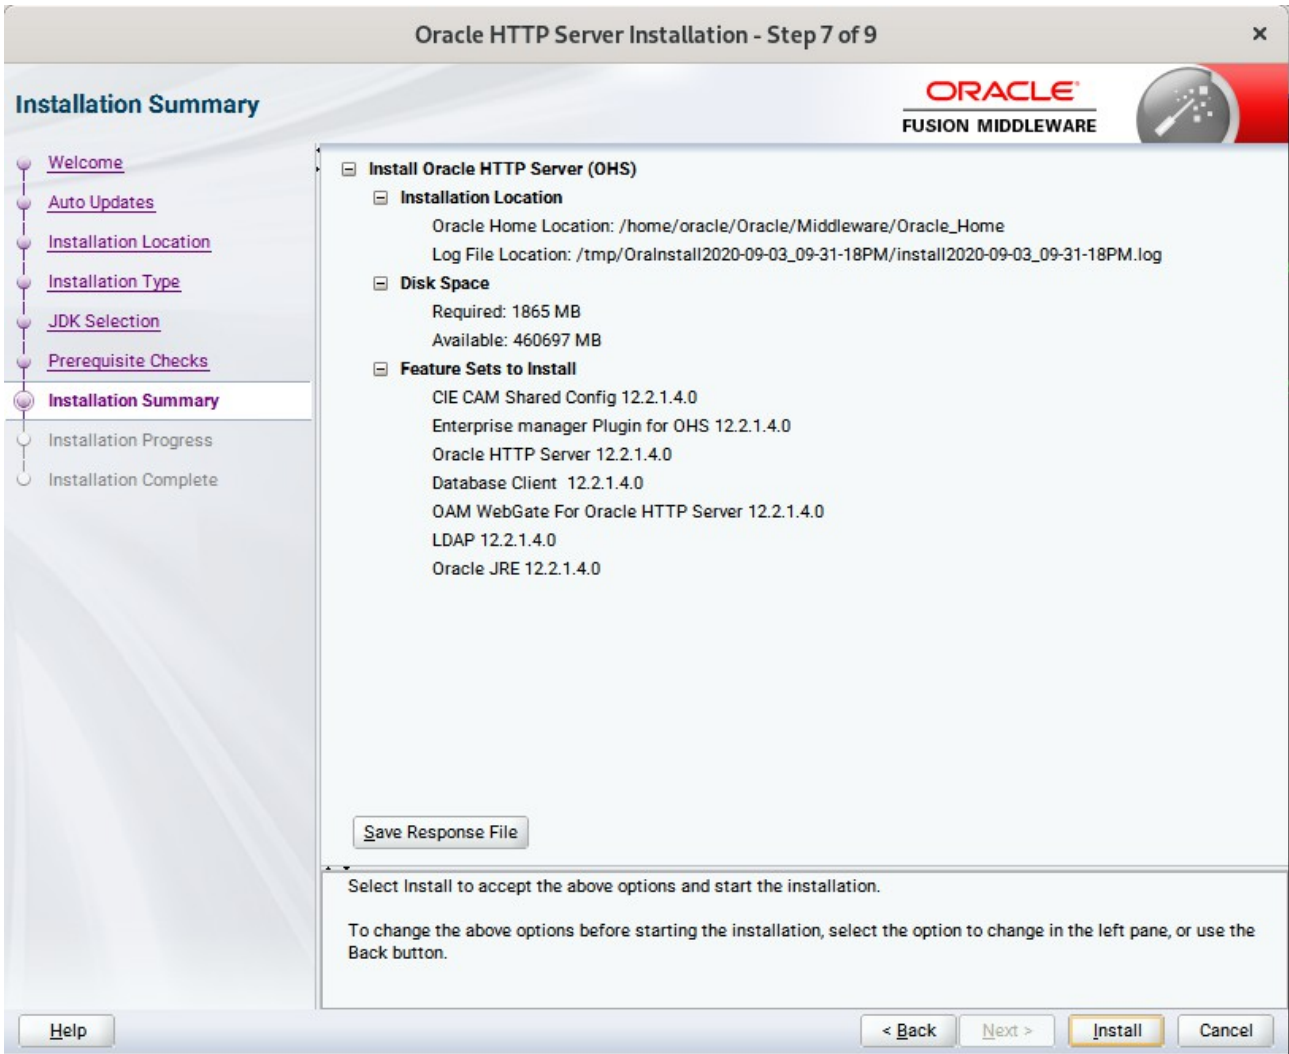 Oracle HTTP Server Installation - Step 7 of 9
×
Installation Summary
ORACLE
FUSION MIDDLEWARE
Welcome
Auto Updates
Installation Location
Installation Type
JDK Selection
Prerequisite Checks
Installation Summary
Installation Progress
Installation Complete
Install Oracle HTTP Server (OHS)
Installation Location
Oracle Home Location: /home/oracle/Oracle/Middleware/Oracle_Home
Log File Location: /tmp/OraInstall2020-09-03_09-31-18PM/install2020-09-03_09-31-18PM.log
Disk Space
Required: 1865 MB
Available: 460697 MB
Feature Sets to Install
CIE CAM Shared Config 12.2.1.4.0
Enterprise manager Plugin for OHS 12.2.1.4.0
Oracle HTTP Server 12.2.1.4.0
Database Client  12.2.1.4.0
OAM WebGate For Oracle HTTP Server 12.2.1.4.0
LDAP 12.2.1.4.0
Oracle JRE 12.2.1.4.0
Save Response File
Select Install to accept the above options and start the installation.
To change the above options before starting the installation, select the option to change in the left pane, or use the
Back button.
Help
< Back
Next >
Install
Cancel